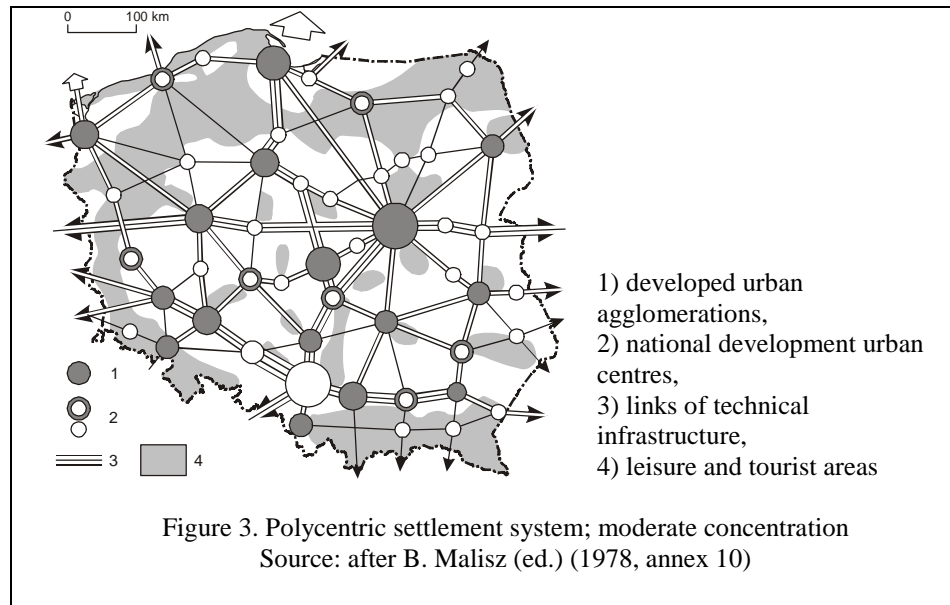 0 100 km
1
2
3 4
1) developed urban
agglomerations,
2) national development urban
centres,
3) links of technical
infrastructure,
4) leisure and tourist areas
Figure 3. Polycentric settlement system; moderate concentration
Source: after B. Malisz (ed.) (1978, annex 10)